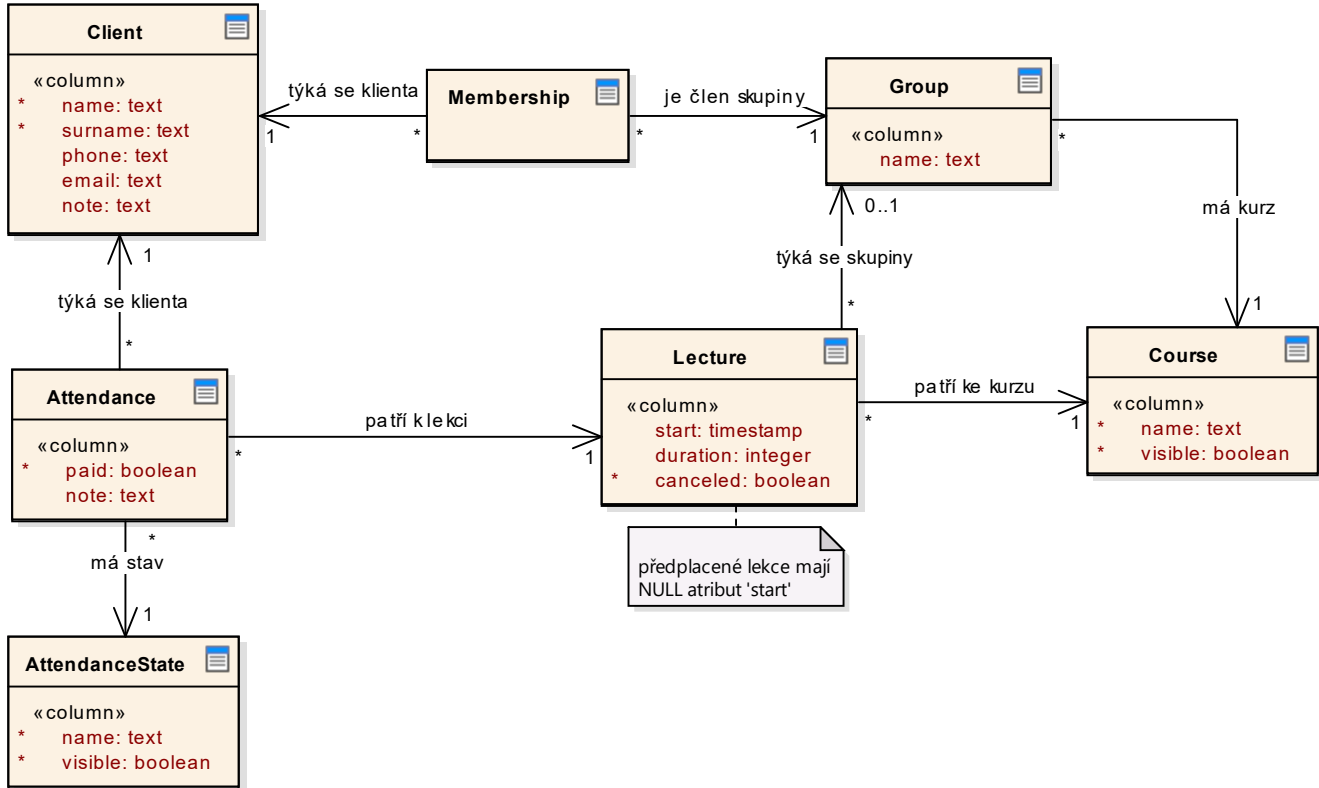 Client
«column»
* name: text
* surname: text
phone: text
email: text
note: text
týká se klienta
1
*
Membership
je člen skupiny
*
1
Group
«column»
name: text
*
má kurz
1
0..1
týká se skupiny
*
1
týká se klienta
*
Attendance
«column»
* paid: boolean
note: text
*
patří k lekci
1
Lecture
«column»
start: timestamp
duration: integer
* canceled: boolean
patří ke kurzu
*
1
Course
«column»
* name: text
* visible: boolean
předplacené lekce mají
NULL atribut 'start'
*
má stav
1
AttendanceState
«column»
* name: text
* visible: boolean